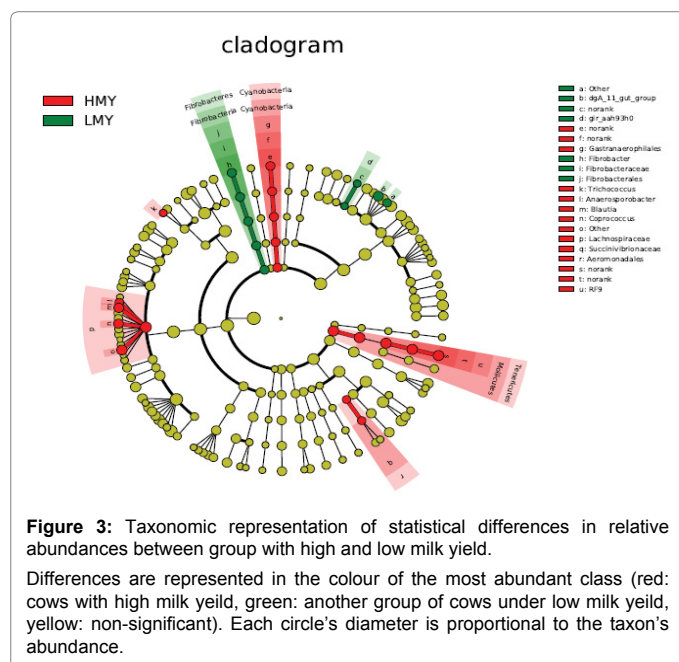 cladogram
HMY
LMY
Fibrobacteres
Fibrobacteria
j
i
h
Cyanobacteria
Cyanobacteria
g
f
e
d
c
b
a
k
l
m
n
o
p
s
t
u
Mollicutes
Tenericutes
q
r
a: Other
b: dgA_11_gut_group
c: norank
d: gir_aah93h0
e: norank
f: norank
g: Gastranaerophilales
h: Fibrobacter
i: Fibrobacteraceae
j: Fibrobacterales
k: Trichococcus
l: Anaerosporobacter
m: Blautia
n: Coprococcus
o: Other
p: Lachnospiraceae
q: Succinivibrionaceae
r: Aeromonadales
s: norank
t: norank
u: RF9
Figure 3: Taxonomic representation of statistical differences in relative
abundances between group with high and low milk yield.
Differences are represented in the colour of the most abundant class (red:
cows with high milk yeild, green: another group of cows under low milk yeild,
yellow: non-significant). Each circle's diameter is proportional to the taxon's
abundance.